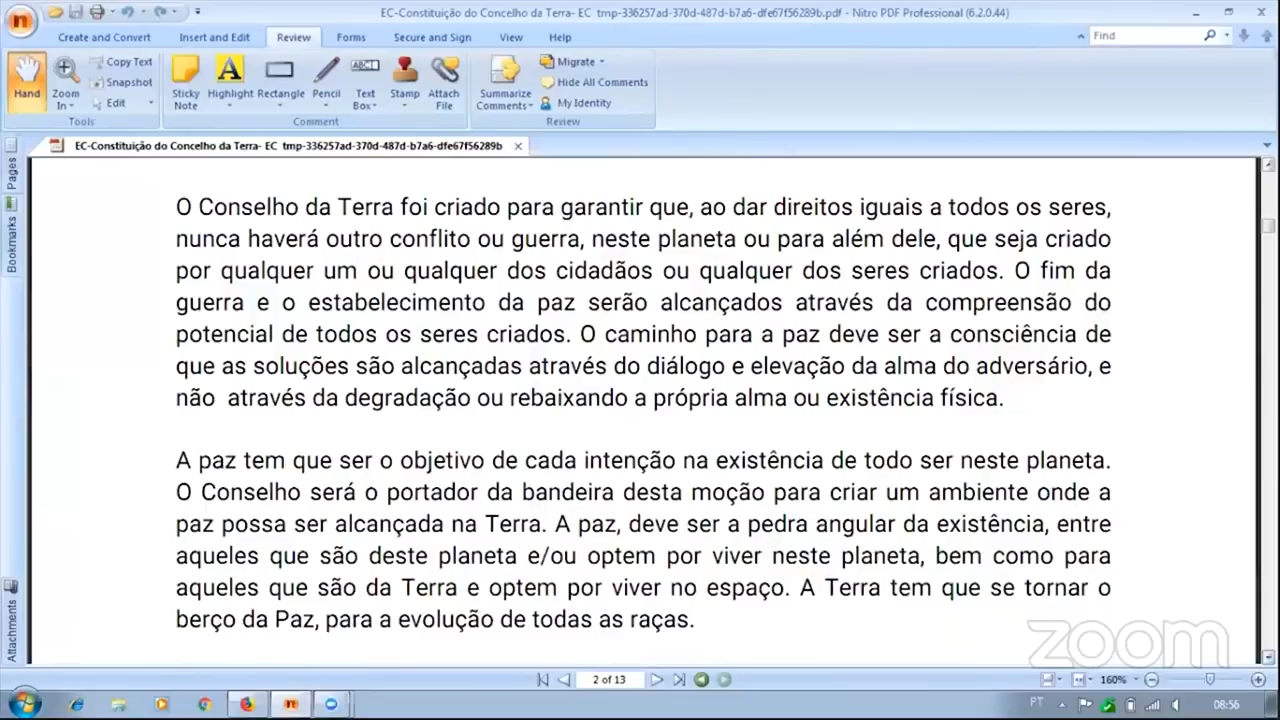 EC-Constituição do Concelho da Terra- EC tmp-336257ad-370d-487d-b7a6-dfe67f56289b.pdf - Nitro PDF Professional (6.2.0.44)
Create and Convert Insert and Edit Review Forms Secure and Sign View Help Find
Hand Zoom In Copy Text Snapshot Edit Sticky Note Highlight Rectangle Pencil Text Box Stamp Attach File Summarize Comments Migrate Hide All Comments My Identity
Tools Comment Review
EC-Constituição do Concelho da Terra- EC tmp-336257ad-370d-487d-b7a6-dfe67f56289b
Pages
Bookmarks
Attachments
O Conselho da Terra foi criado para garantir que, ao dar direitos iguais a todos os seres,
nunca haverá outro conflito ou guerra, neste planeta ou para além dele, que seja criado
por qualquer um ou qualquer dos cidadãos ou qualquer dos seres criados. O fim da
guerra e o estabelecimento da paz serão alcançados através da compreensão do
potencial de todos os seres criados. O caminho para a paz deve ser a consciência de
que as soluções são alcançadas através do diálogo e elevação da alma do adversário, e
não através da degradação ou rebaixando a própria alma ou existência física.
A paz tem que ser o objetivo de cada intenção na existência de todo ser neste planeta.
O Conselho será o portador da bandeira desta moção para criar um ambiente onde a
paz possa ser alcançada na Terra. A paz, deve ser a pedra angular da existência, entre
aqueles que são deste planeta e/ou optem por viver neste planeta, bem como para
aqueles que são da Terra e optem por viver no espaço. A Terra tem que se tornar o
berço da Paz, para a evolução de todas as raças.
zoom
2 of 13 160%
PT 08:56